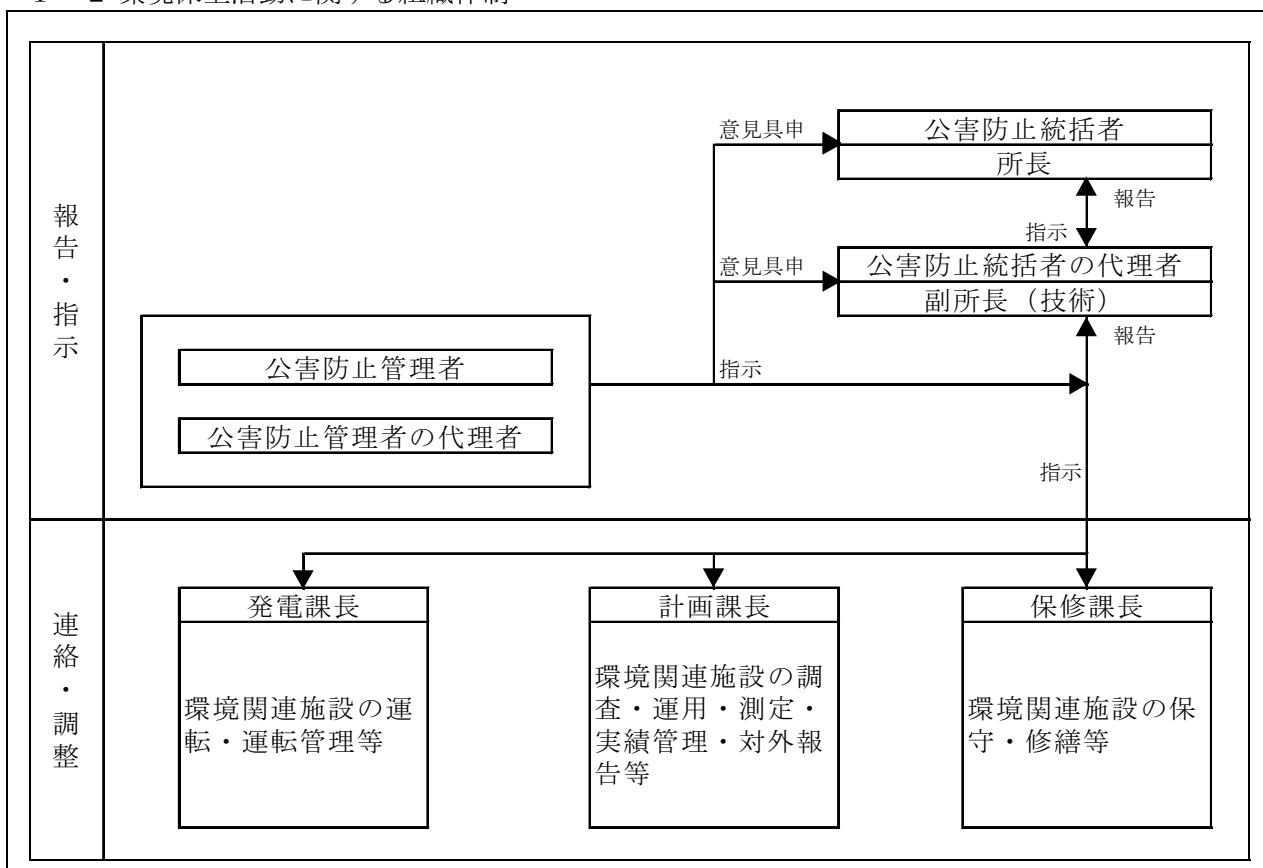 報告・指示
意見具申
公害防止統括者
所長
報告
指示
意見具申
公害防止統括者の代理者
副所長（技術）
報告
公害防止管理者
指示
公害防止管理者の代理者
指示
連絡・調整
発電課長
環境関連施設の運
転・運転管理等
計画課長
環境関連施設の調
査・運用・測定・
実績管理・対外報
告等
保修課長
環境関連施設の保
守・修繕等